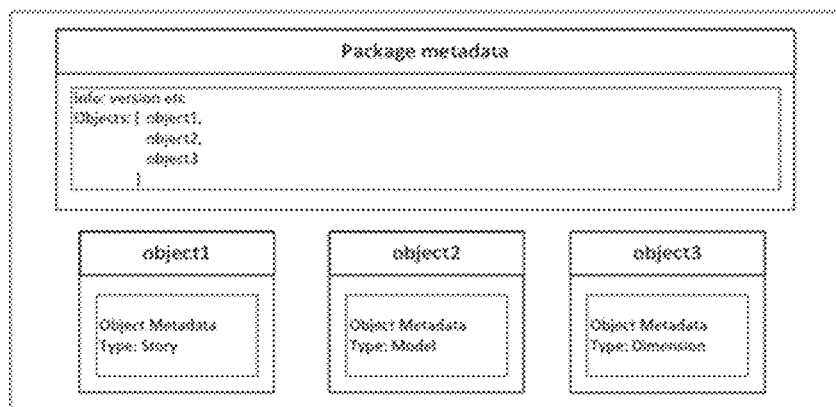 Package metadata
Info: version etc
Objects: [ object1,
object2,
object3
]
object1
object2
object3
Object Metadata
Type: Story
Object Metadata
Type: Model
Object Metadata
Type: Dimension